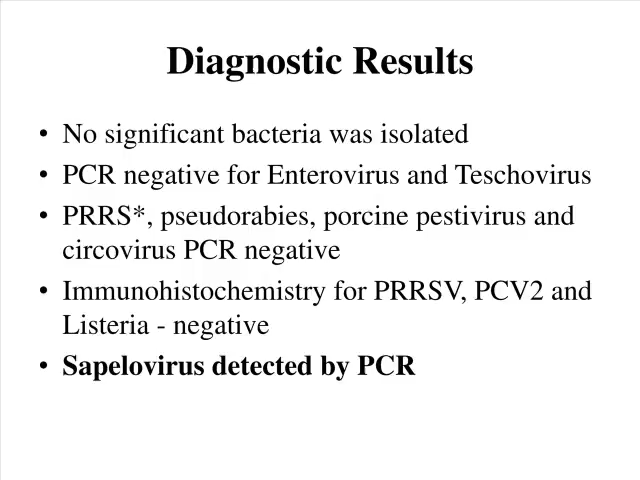 Diagnostic Results
• No significant bacteria was isolated
• PCR negative for Enterovirus and Teschovirus
• PRRS*, pseudorabies, porcine pestivirus and
circovirus PCR negative
• Immunohistochemistry for PRRSV, PCV2 and
Listeria - negative
• Sapelovirus detected by PCR